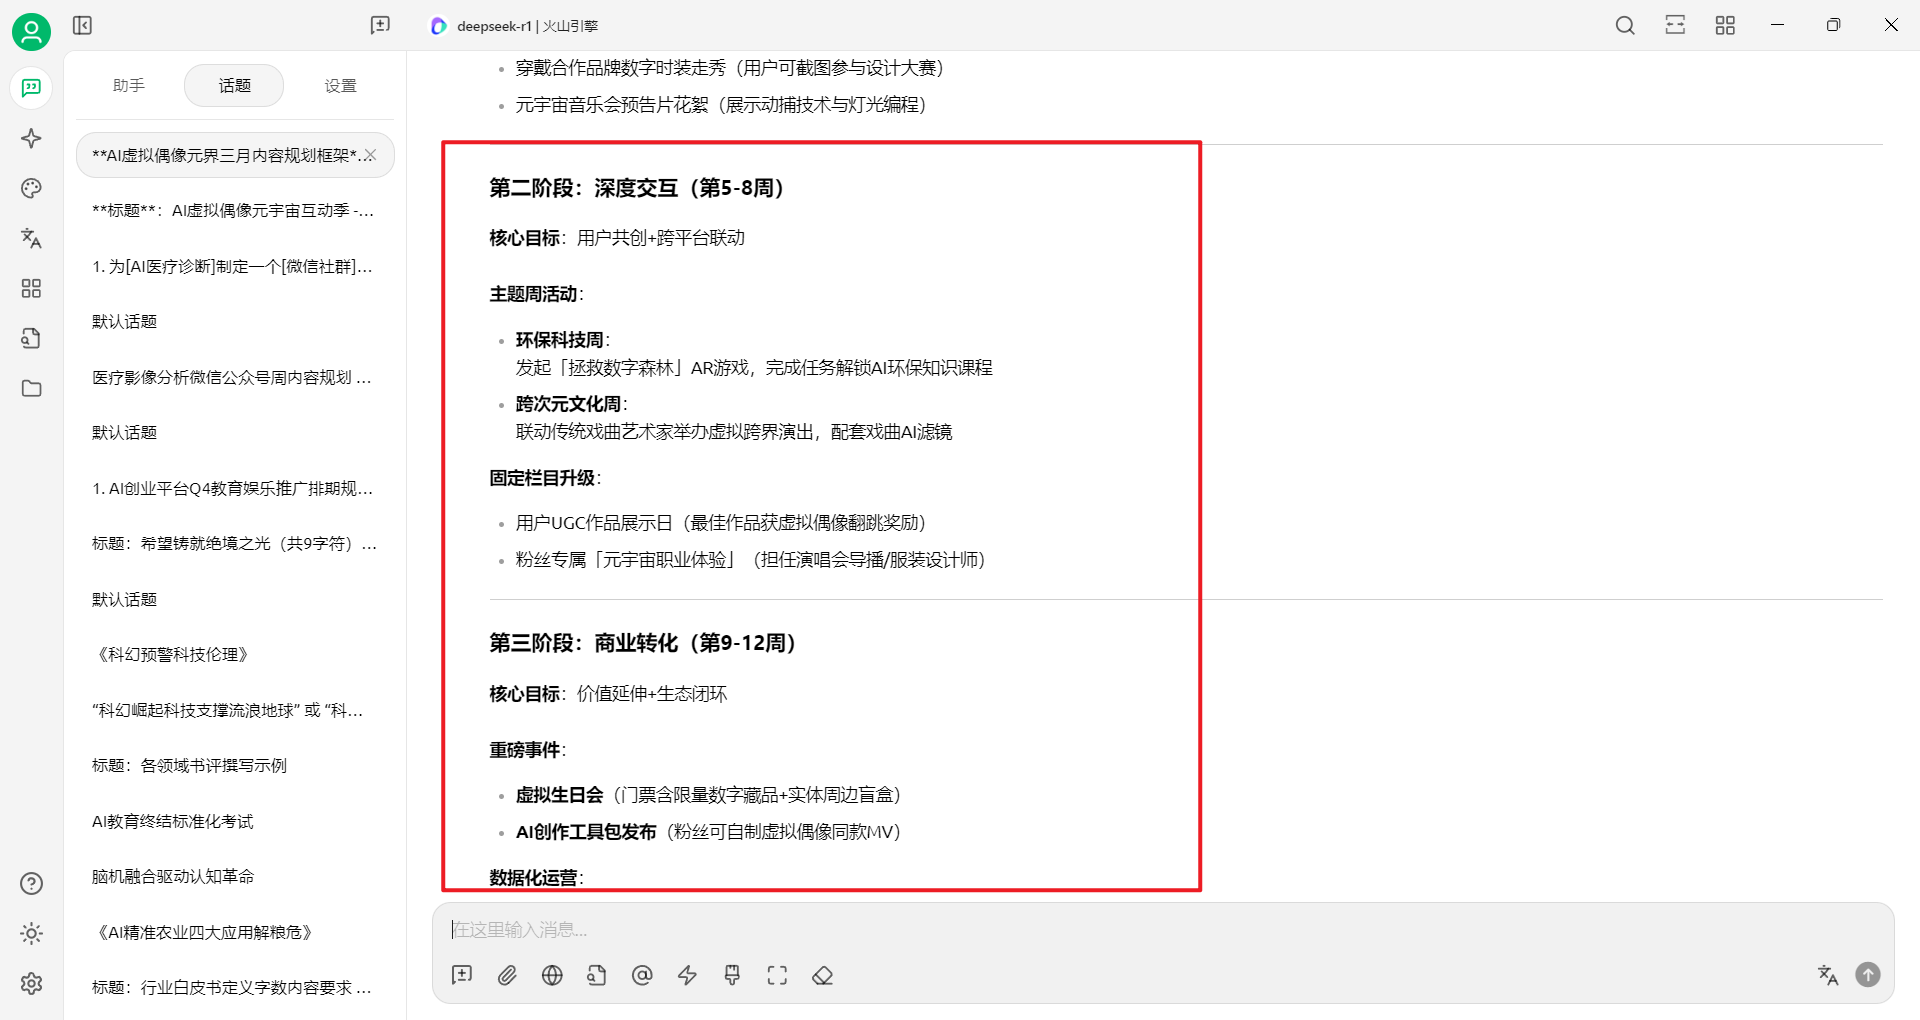 deepseek-r1 | 火山引擎
助手
话题
设置
**AI虚拟偶像元界三月内容规划框架*...
**标题**：AI虚拟偶像元宇宙互动季 -...
1. 为[AI医疗诊断]制定一个[微信社群]...
默认话题
医疗影像分析微信公众号周内容规划 ...
默认话题
1. AI创业平台Q4教育娱乐推广排期规...
标题：希望铸就绝境之光（共9字符）...
默认话题
《科幻预警科技伦理》
“科幻崛起科技支撑流浪地球” 或 “科...
标题：各领域书评撰写示例
AI教育终结标准化考试
脑机融合驱动认知革命
《AI精准农业四大应用解粮危》
标题：行业白皮书定义字数内容要求 ...
• 穿戴合作品牌数字时装走秀（用户可截图参与设计大赛）
• 元宇宙音乐会预告片花絮（展示动捕技术与灯光编程）
第二阶段：深度交互（第5-8周）
核心目标：用户共创+跨平台联动
主题周活动：
• 环保科技周：
发起「拯救数字森林」AR游戏，完成任务解锁AI环保知识课程
• 跨次元文化周：
联动传统戏曲艺术家举办虚拟跨界演出，配套戏曲AI滤镜
固定栏目升级：
• 用户UGC作品展示日（最佳作品获虚拟偶像翻跳奖励）
• 粉丝专属「元宇宙职业体验」（担任演唱会导播/服装设计师）
第三阶段：商业转化（第9-12周）
核心目标：价值延伸+生态闭环
重磅事件：
• 虚拟生日会（门票含限量数字藏品+实体周边盲盒）
• AI创作工具包发布（粉丝可自制虚拟偶像同款MV）
数据化运营：
在这里输入消息...